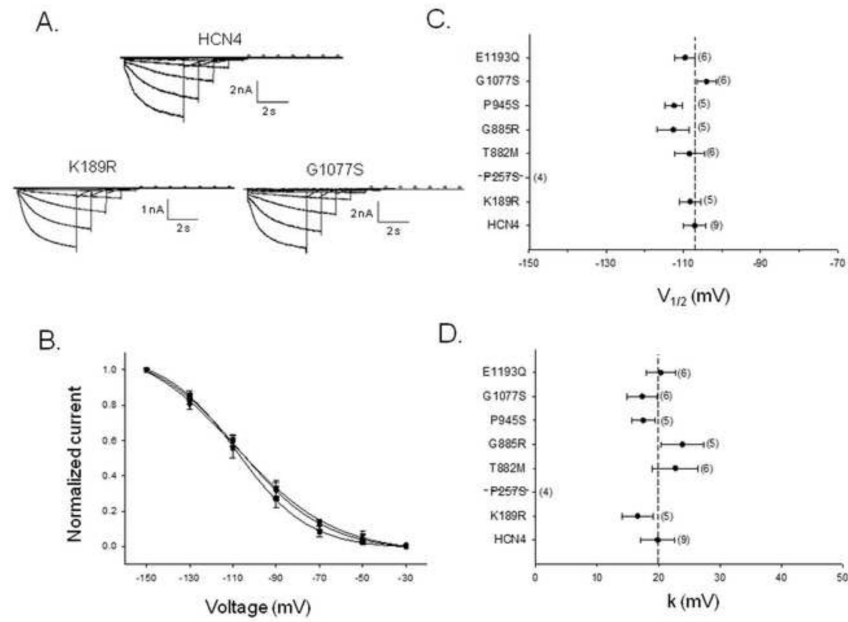 A.
HCN4
2nA
2s
K189R
1nA
2s
G1077S
2nA
2s
B.
Normalized current
1.0
0.8
0.6
0.4
0.2
0.0
-150 -130 -110 -90 -70 -50 -30
Voltage (mV)
C.
E1193Q (6)
G1077S (6)
P945S (5)
G885R (5)
T882M (6)
P257S (4)
K189R (5)
HCN4 (9)
-150 -130 -110 -90 -70
V1/2 (mV)
D.
E1193Q (6)
G1077S (6)
P945S (5)
G885R (5)
T882M (6)
P257S (4)
K189R (5)
HCN4 (9)
0 10 20 30 40 50
k (mV)